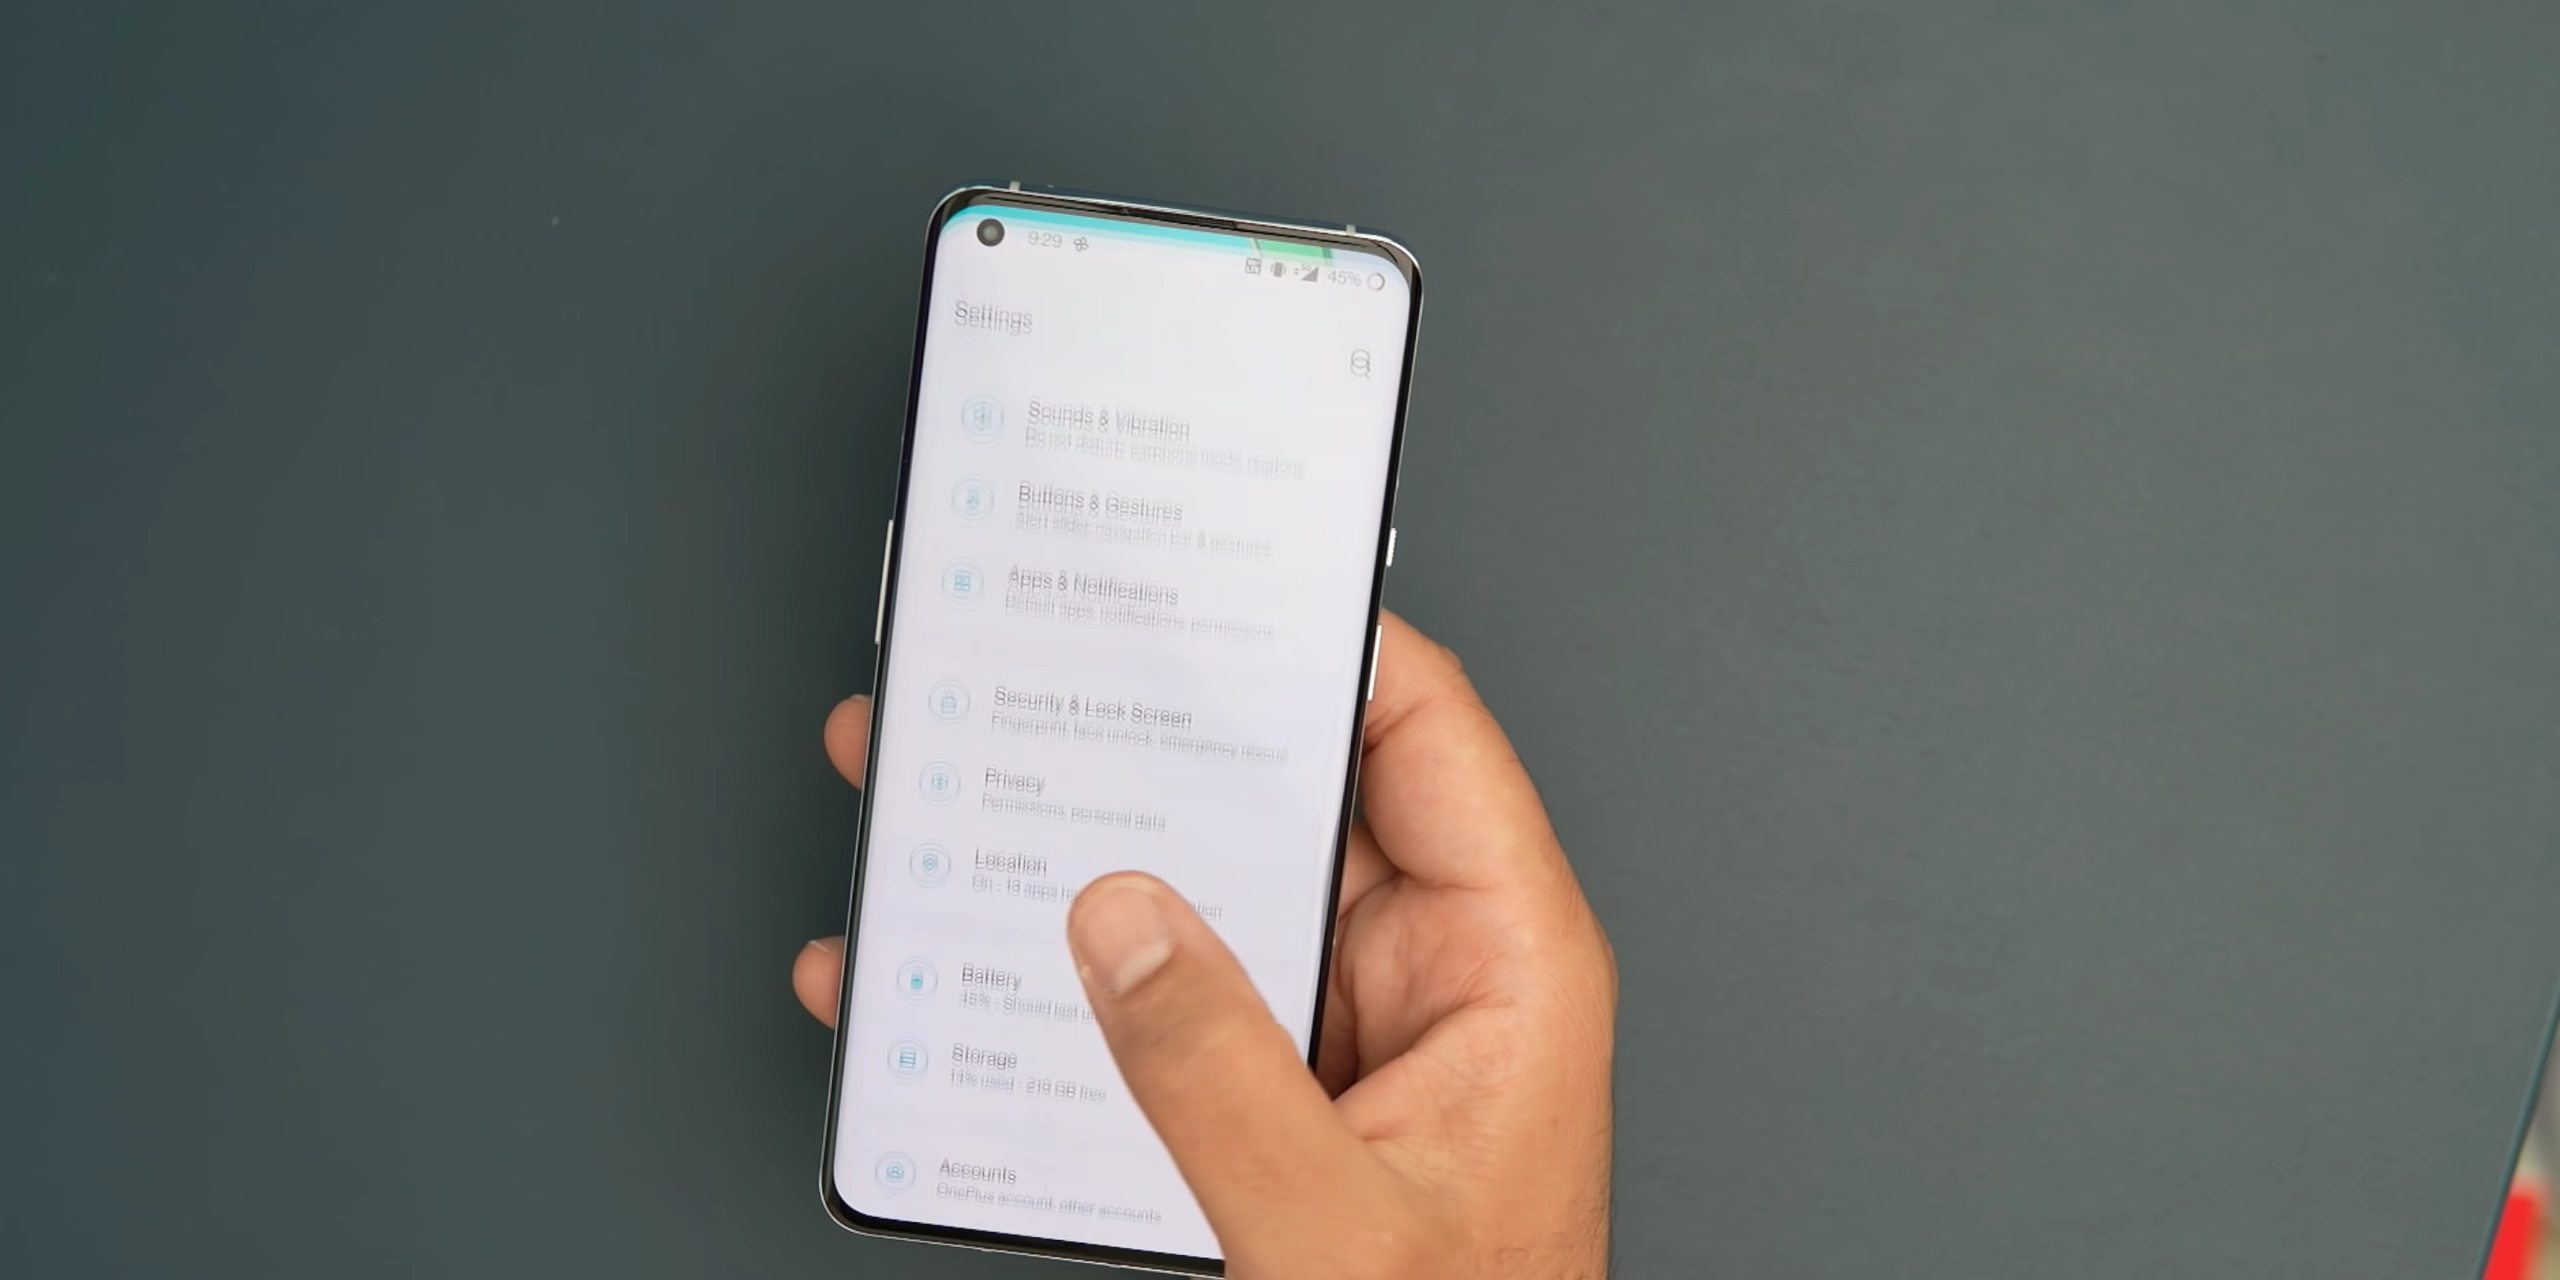 9:29
45%
Settings
Sounds & Vibration
Do not disturb, earphone mode, ringtone
Buttons & Gestures
Alert slider, navigation bar & gestures
Apps & Notifications
Default apps, notifications, permissions
Security & Lock Screen
Fingerprint, face unlock, emergency rescue
Privacy
Permissions, personal data
Location
On - 13 apps
Battery
45% - Should last
Storage
14% used - 219 GB free
Accounts
OnePlus account, other accounts